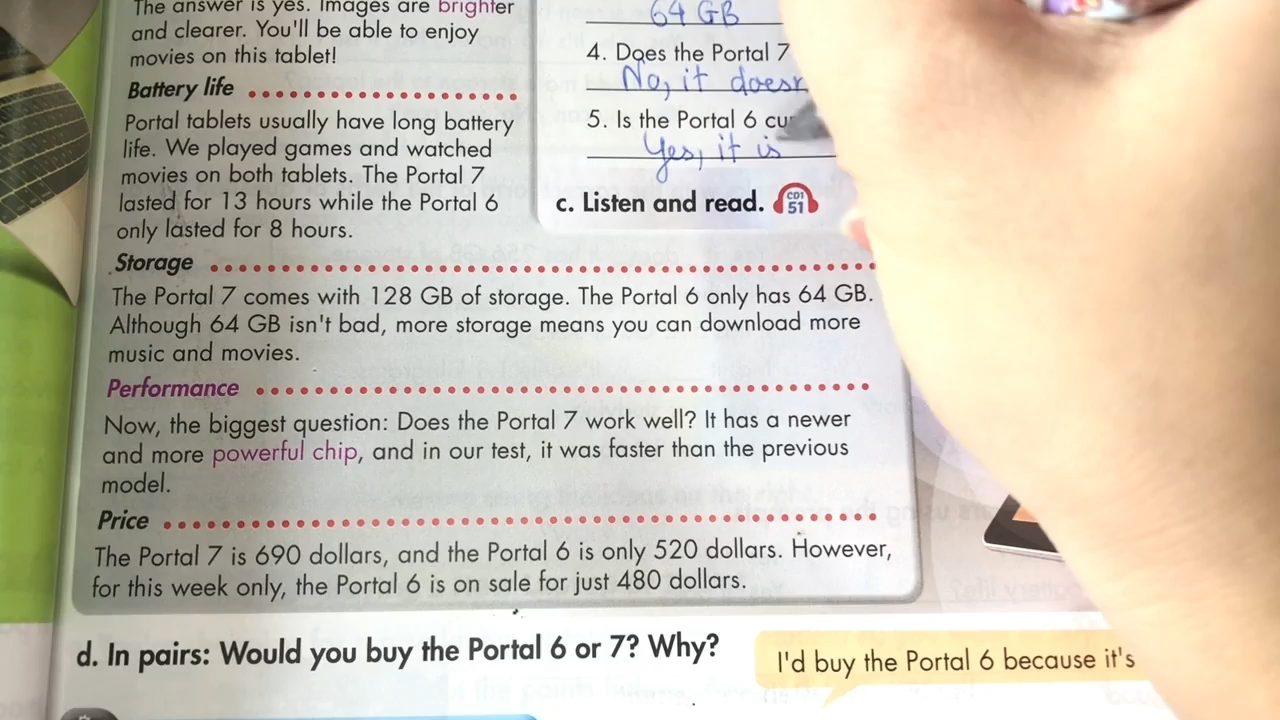 The answer is yes. Images are brighter
and clearer. You'll be able to enjoy
movies on this tablet!
Battery life
Portal tablets usually have long battery
life. We played games and watched
movies on both tablets. The Portal 7
lasted for 13 hours while the Portal 6
only lasted for 8 hours.
64 GB
4. Does the Portal 7
No, it doesn
5. Is the Portal 6 cu
Yes, it is
c. Listen and read. CD1 51
Storage
The Portal 7 comes with 128 GB of storage. The Portal 6 only has 64 GB.
Although 64 GB isn't bad, more storage means you can download more
music and movies.
Performance
Now, the biggest question: Does the Portal 7 work well? It has a newer
and more powerful chip, and in our test, it was faster than the previous
model.
Price
The Portal 7 is 690 dollars, and the Portal 6 is only 520 dollars. However,
for this week only, the Portal 6 is on sale for just 480 dollars.
d. In pairs: Would you buy the Portal 6 or 7? Why?
I'd buy the Portal 6 because it's